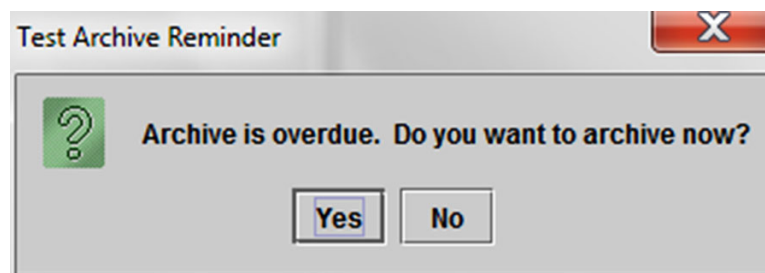 Test Archive Reminder
Archive is overdue.  Do you want to archive now?
Yes No